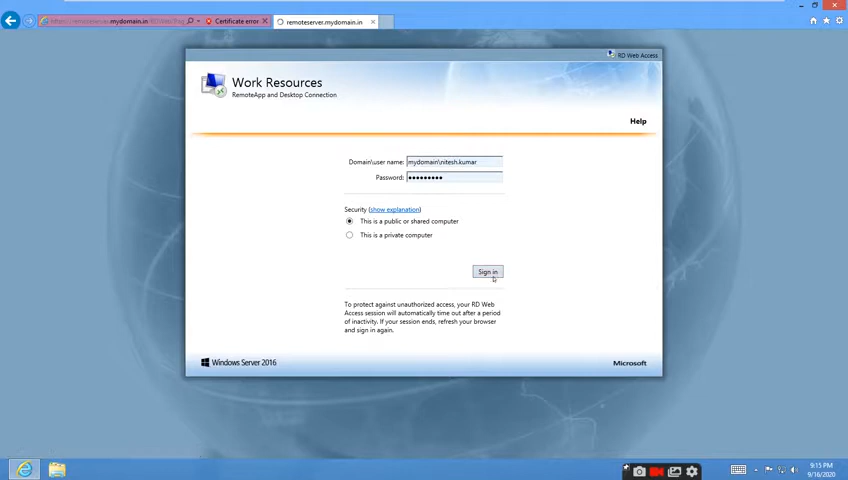 Certificate error
remoteserver.mydomain.in
RD Web Access
Work Resources
RemoteApp and Desktop Connection
Help
Domain\user name: mydomain\nitesh.kumar
Password: •••••••••
Security (show explanation)
This is a public or shared computer
This is a private computer
Sign in
To protect against unauthorized access, your RD Web
Access session will automatically time out after a period
of inactivity. If your session ends, refresh your browser
and sign in again.
Windows Server 2016
Microsoft
9:15 PM
9/16/2020